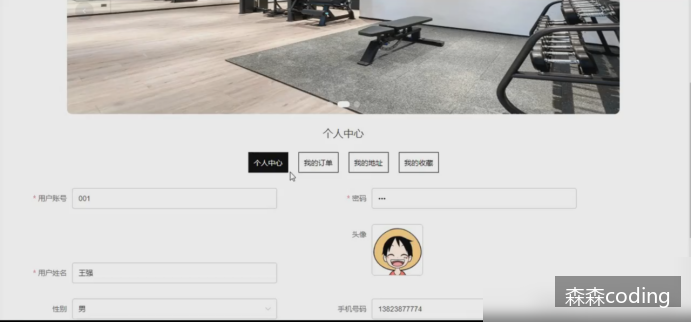 个人中心
个人中心 我的订单 我的地址 我的收藏
* 用户账号 001 * 密码 •••
头像
* 用户姓名 王强
性别 男 手机号码 13823877774
森森coding